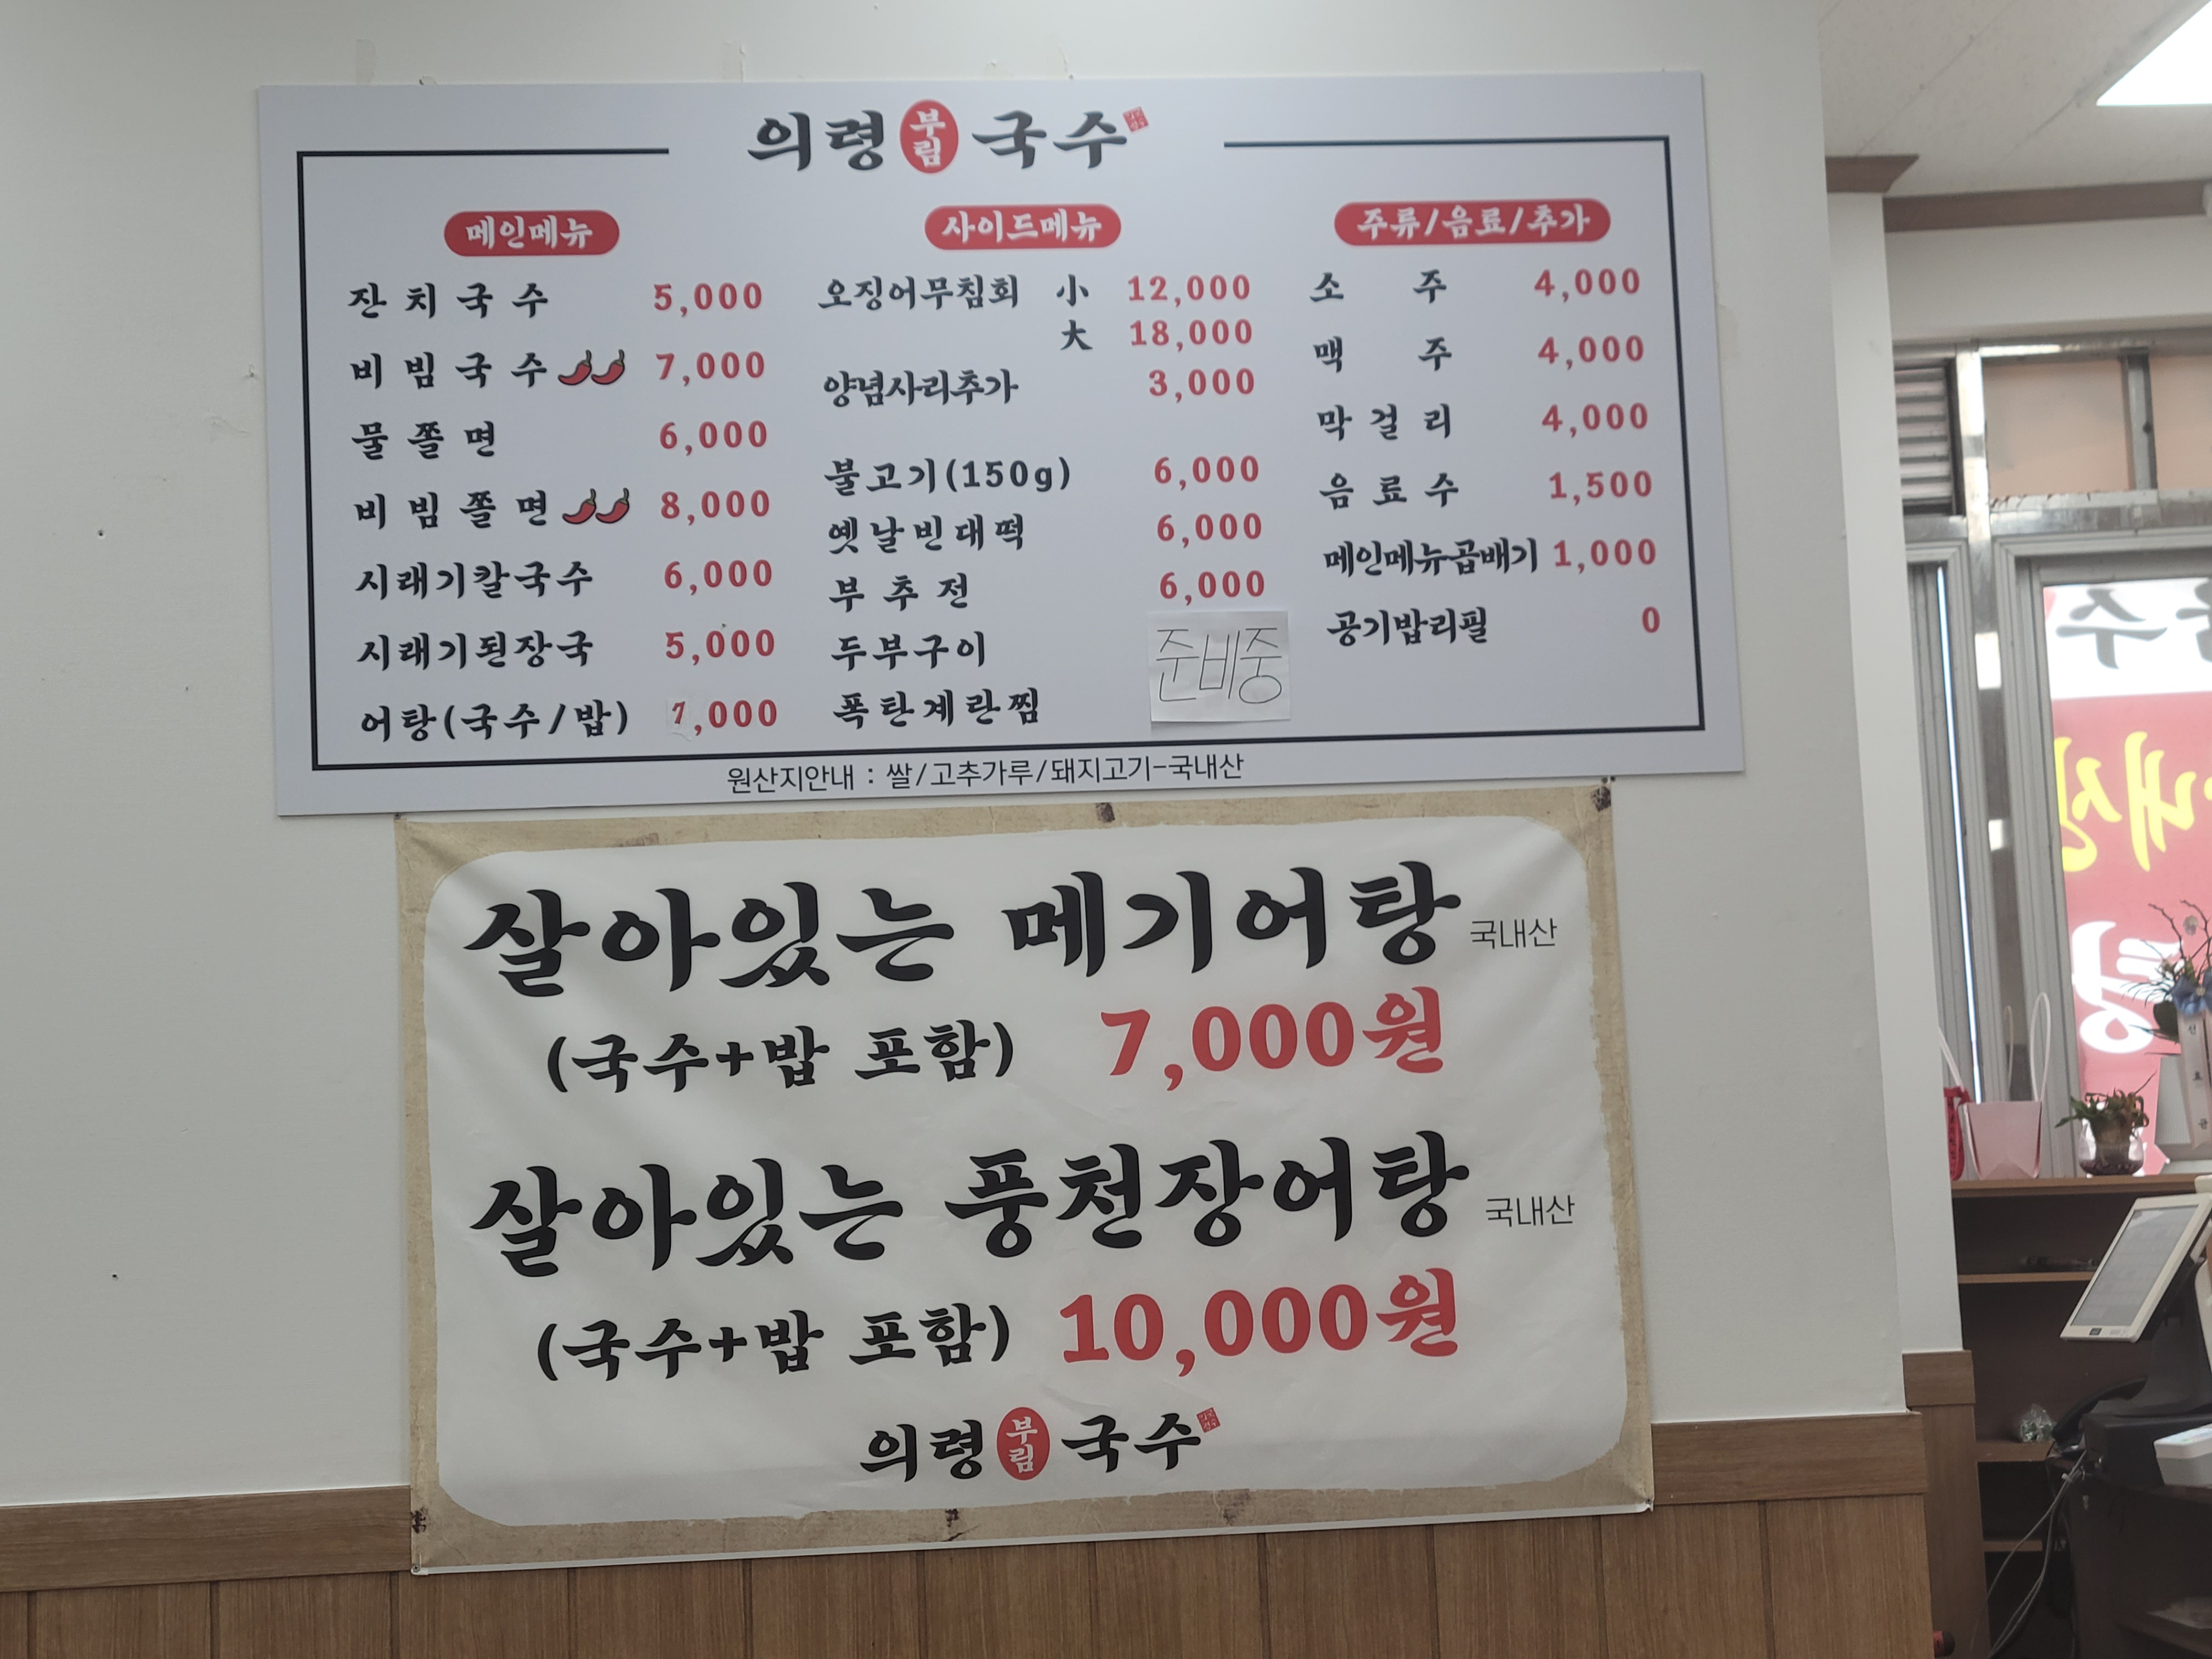 의령부림국수
메인메뉴
잔치국수 5,000
비빔국수 7,000
물쫄면 6,000
비빔쫄면 8,000
시래기칼국수 6,000
시래기된장국 5,000
어탕(국수/밥) 7,000
사이드메뉴
오징어무침회 小 12,000
大 18,000
양념사리추가 3,000
불고기(150g) 6,000
옛날빈대떡 6,000
부추전 6,000
두부구이
폭탄계란찜
준비중
주류/음료/추가
소주 4,000
맥주 4,000
막걸리 4,000
음료수 1,500
메인메뉴곱배기 1,000
공기밥리필 0
원산지안내 : 쌀/고추가루/돼지고기-국내산
살아있는 메기어탕 국내산
(국수+밥 포함) 7,000원
살아있는 풍천장어탕 국내산
(국수+밥 포함) 10,000원
의령부림국수